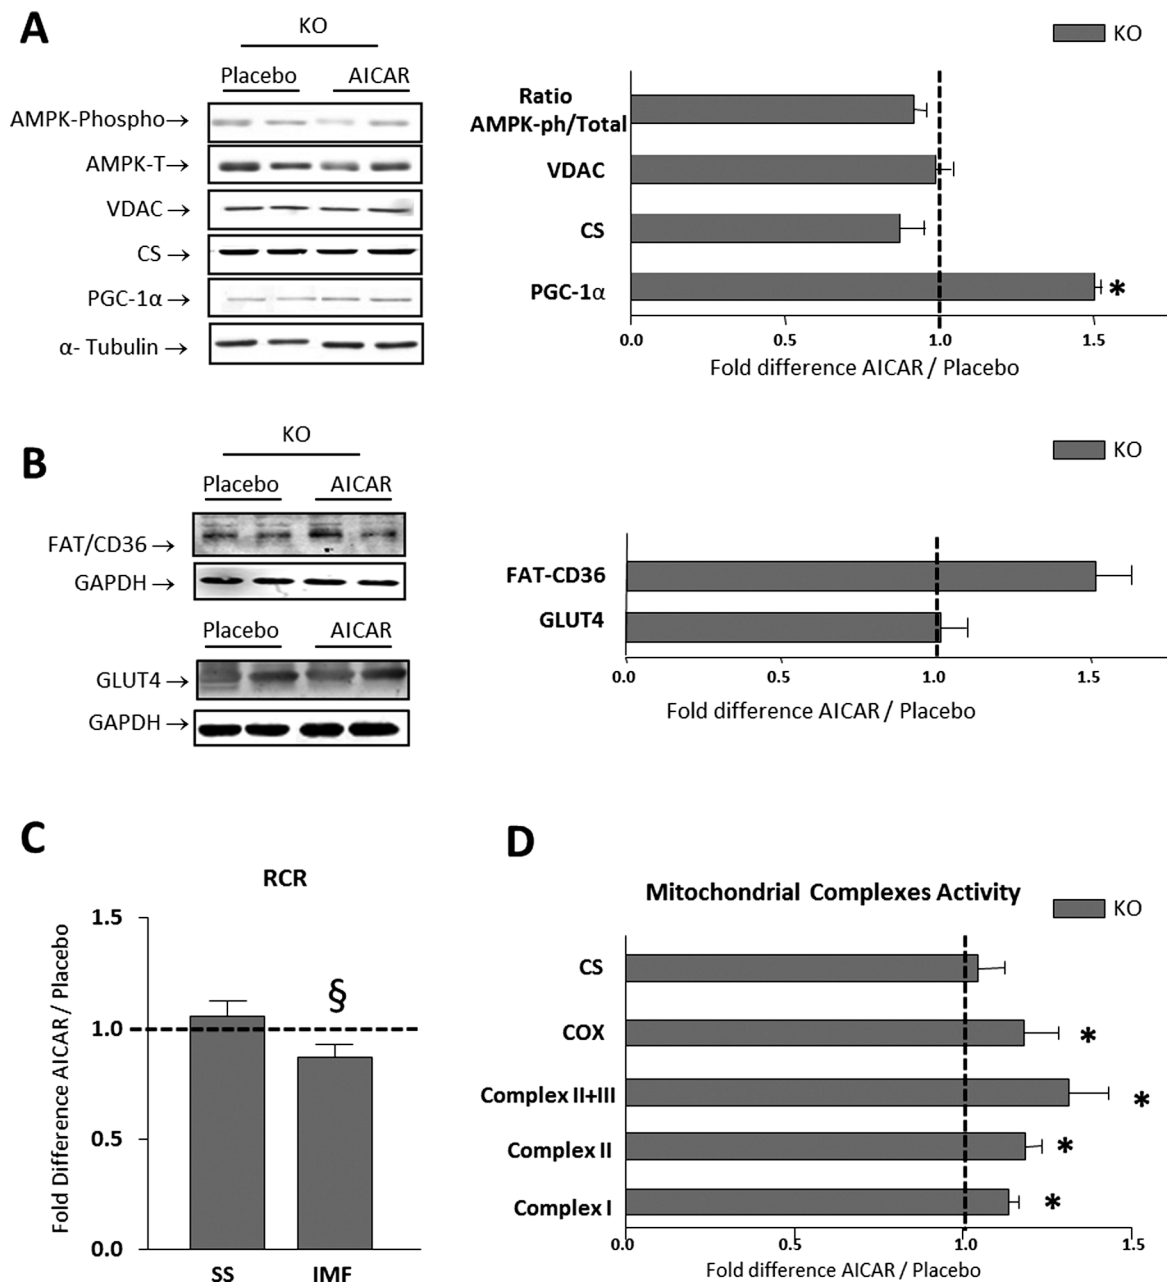 A
KO
Placebo AICAR
AMPK-Phospho→
AMPK-T→
VDAC →
CS →
PGC-1α →
α- Tubulin →
KO
Ratio
AMPK-ph/Total
VDAC
CS
PGC-1α
*
0.0 0.5 1.0 1.5
Fold difference AICAR / Placebo
B
KO
Placebo AICAR
FAT/CD36 →
GAPDH →
Placebo AICAR
GLUT4 →
GAPDH →
KO
FAT-CD36
GLUT4
0.0 0.5 1.0 1.5
Fold difference AICAR / Placebo
C
RCR
Fold Difference AICAR / Placebo
1.5
1.0
0.5
0.0
§
SS IMF
D
Mitochondrial Complexes Activity
KO
CS
COX *
Complex II+III *
Complex II *
Complex I *
0.0 0.5 1.0 1.5
Fold difference AICAR / Placebo